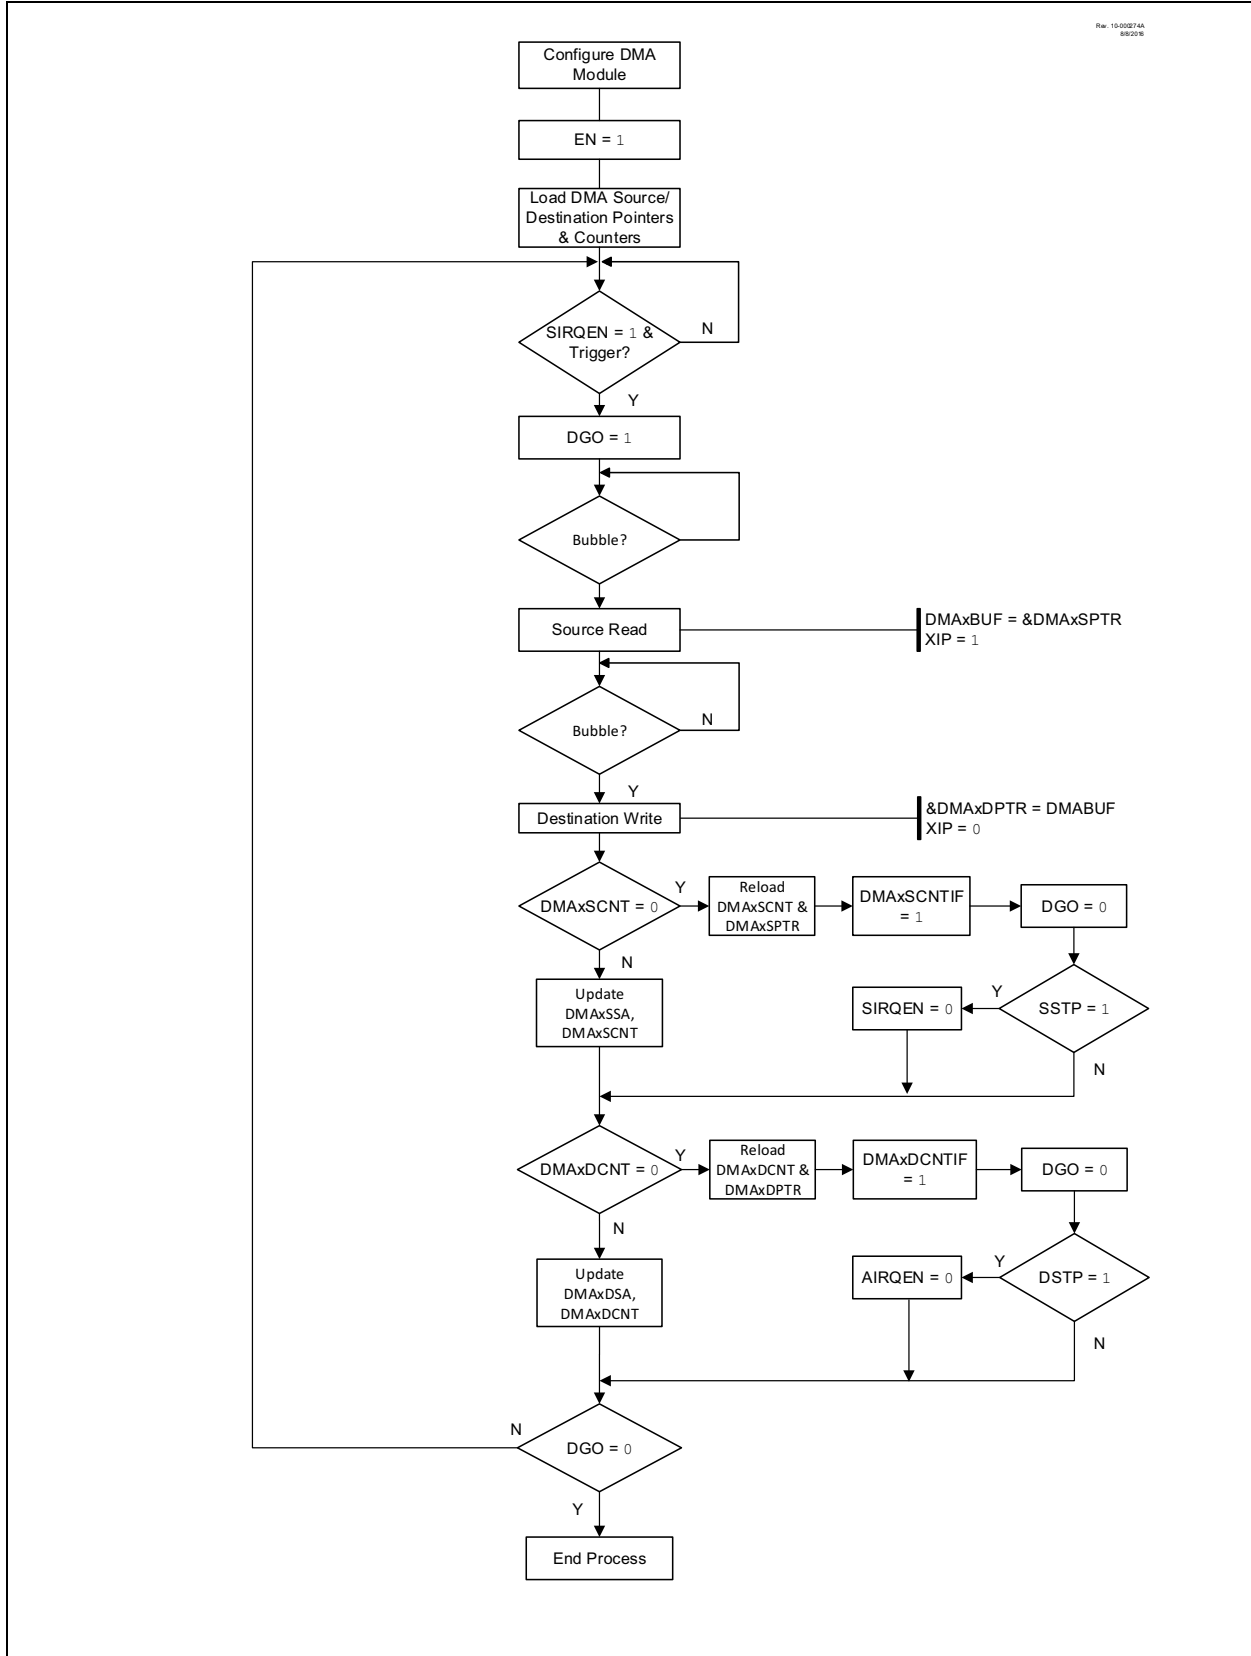 Rev. 10-000274A
8/8/2016
Configure DMA
Module
EN = 1
Load DMA Source/
Destination Pointers
& Counters
SIRQEN = 1 &
Trigger?
N
Y
DGO = 1
Bubble?
Source Read
DMAxBUF = &DMAxSPTR
XIP = 1
Bubble?
N
Y
Destination Write
&DMAxDPTR = DMABUF
XIP = 0
DMAxSCNT = 0
Y
Reload
DMAxSCNT &
DMAxSPTR
DMAxSCNTIF
= 1
DGO = 0
N
Update
DMAxSSA,
DMAxSCNT
SIRQEN = 0
Y
SSTP = 1
N
DMAxDCNT = 0
Y
Reload
DMAxDCNT &
DMAxDPTR
DMAxDCNTIF
= 1
DGO = 0
N
Update
DMAxDSA,
DMAxDCNT
AIRQEN = 0
Y
DSTP = 1
N
N
DGO = 0
Y
End Process